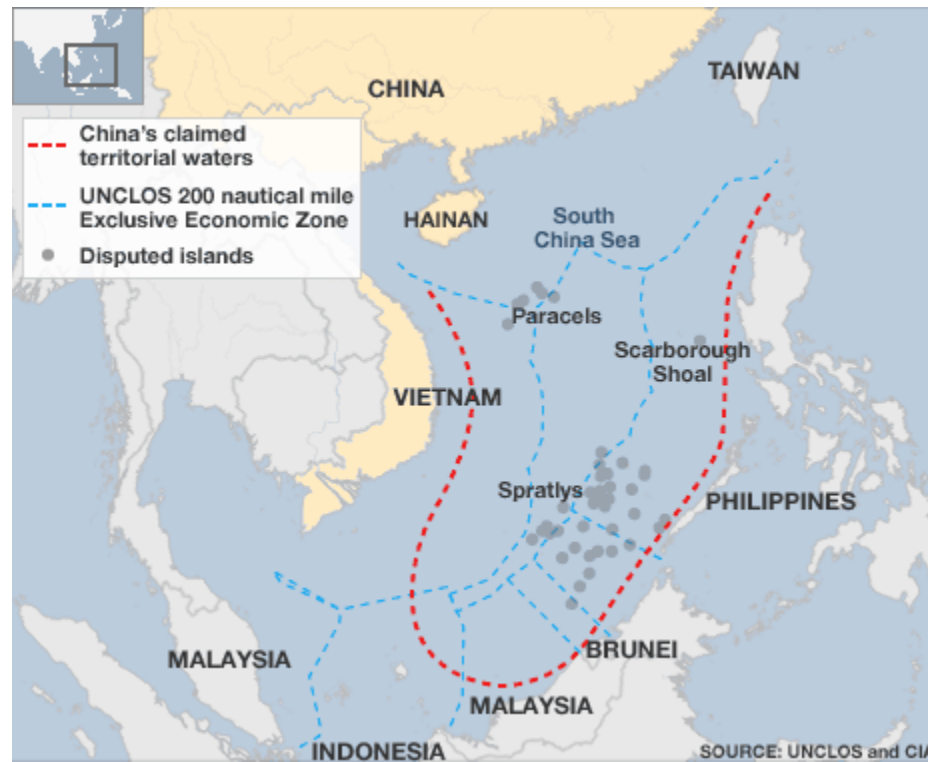 CHINA
TAIWAN
China's claimed
territorial waters
UNCLOS 200 nautical mile
Exclusive Economic Zone
Disputed islands
HAINAN
South
China Sea
Paracels
Scarborough
Shoal
VIETNAM
Spratlys
PHILIPPINES
BRUNEI
MALAYSIA
MALAYSIA
INDONESIA
SOURCE: UNCLOS and CIA